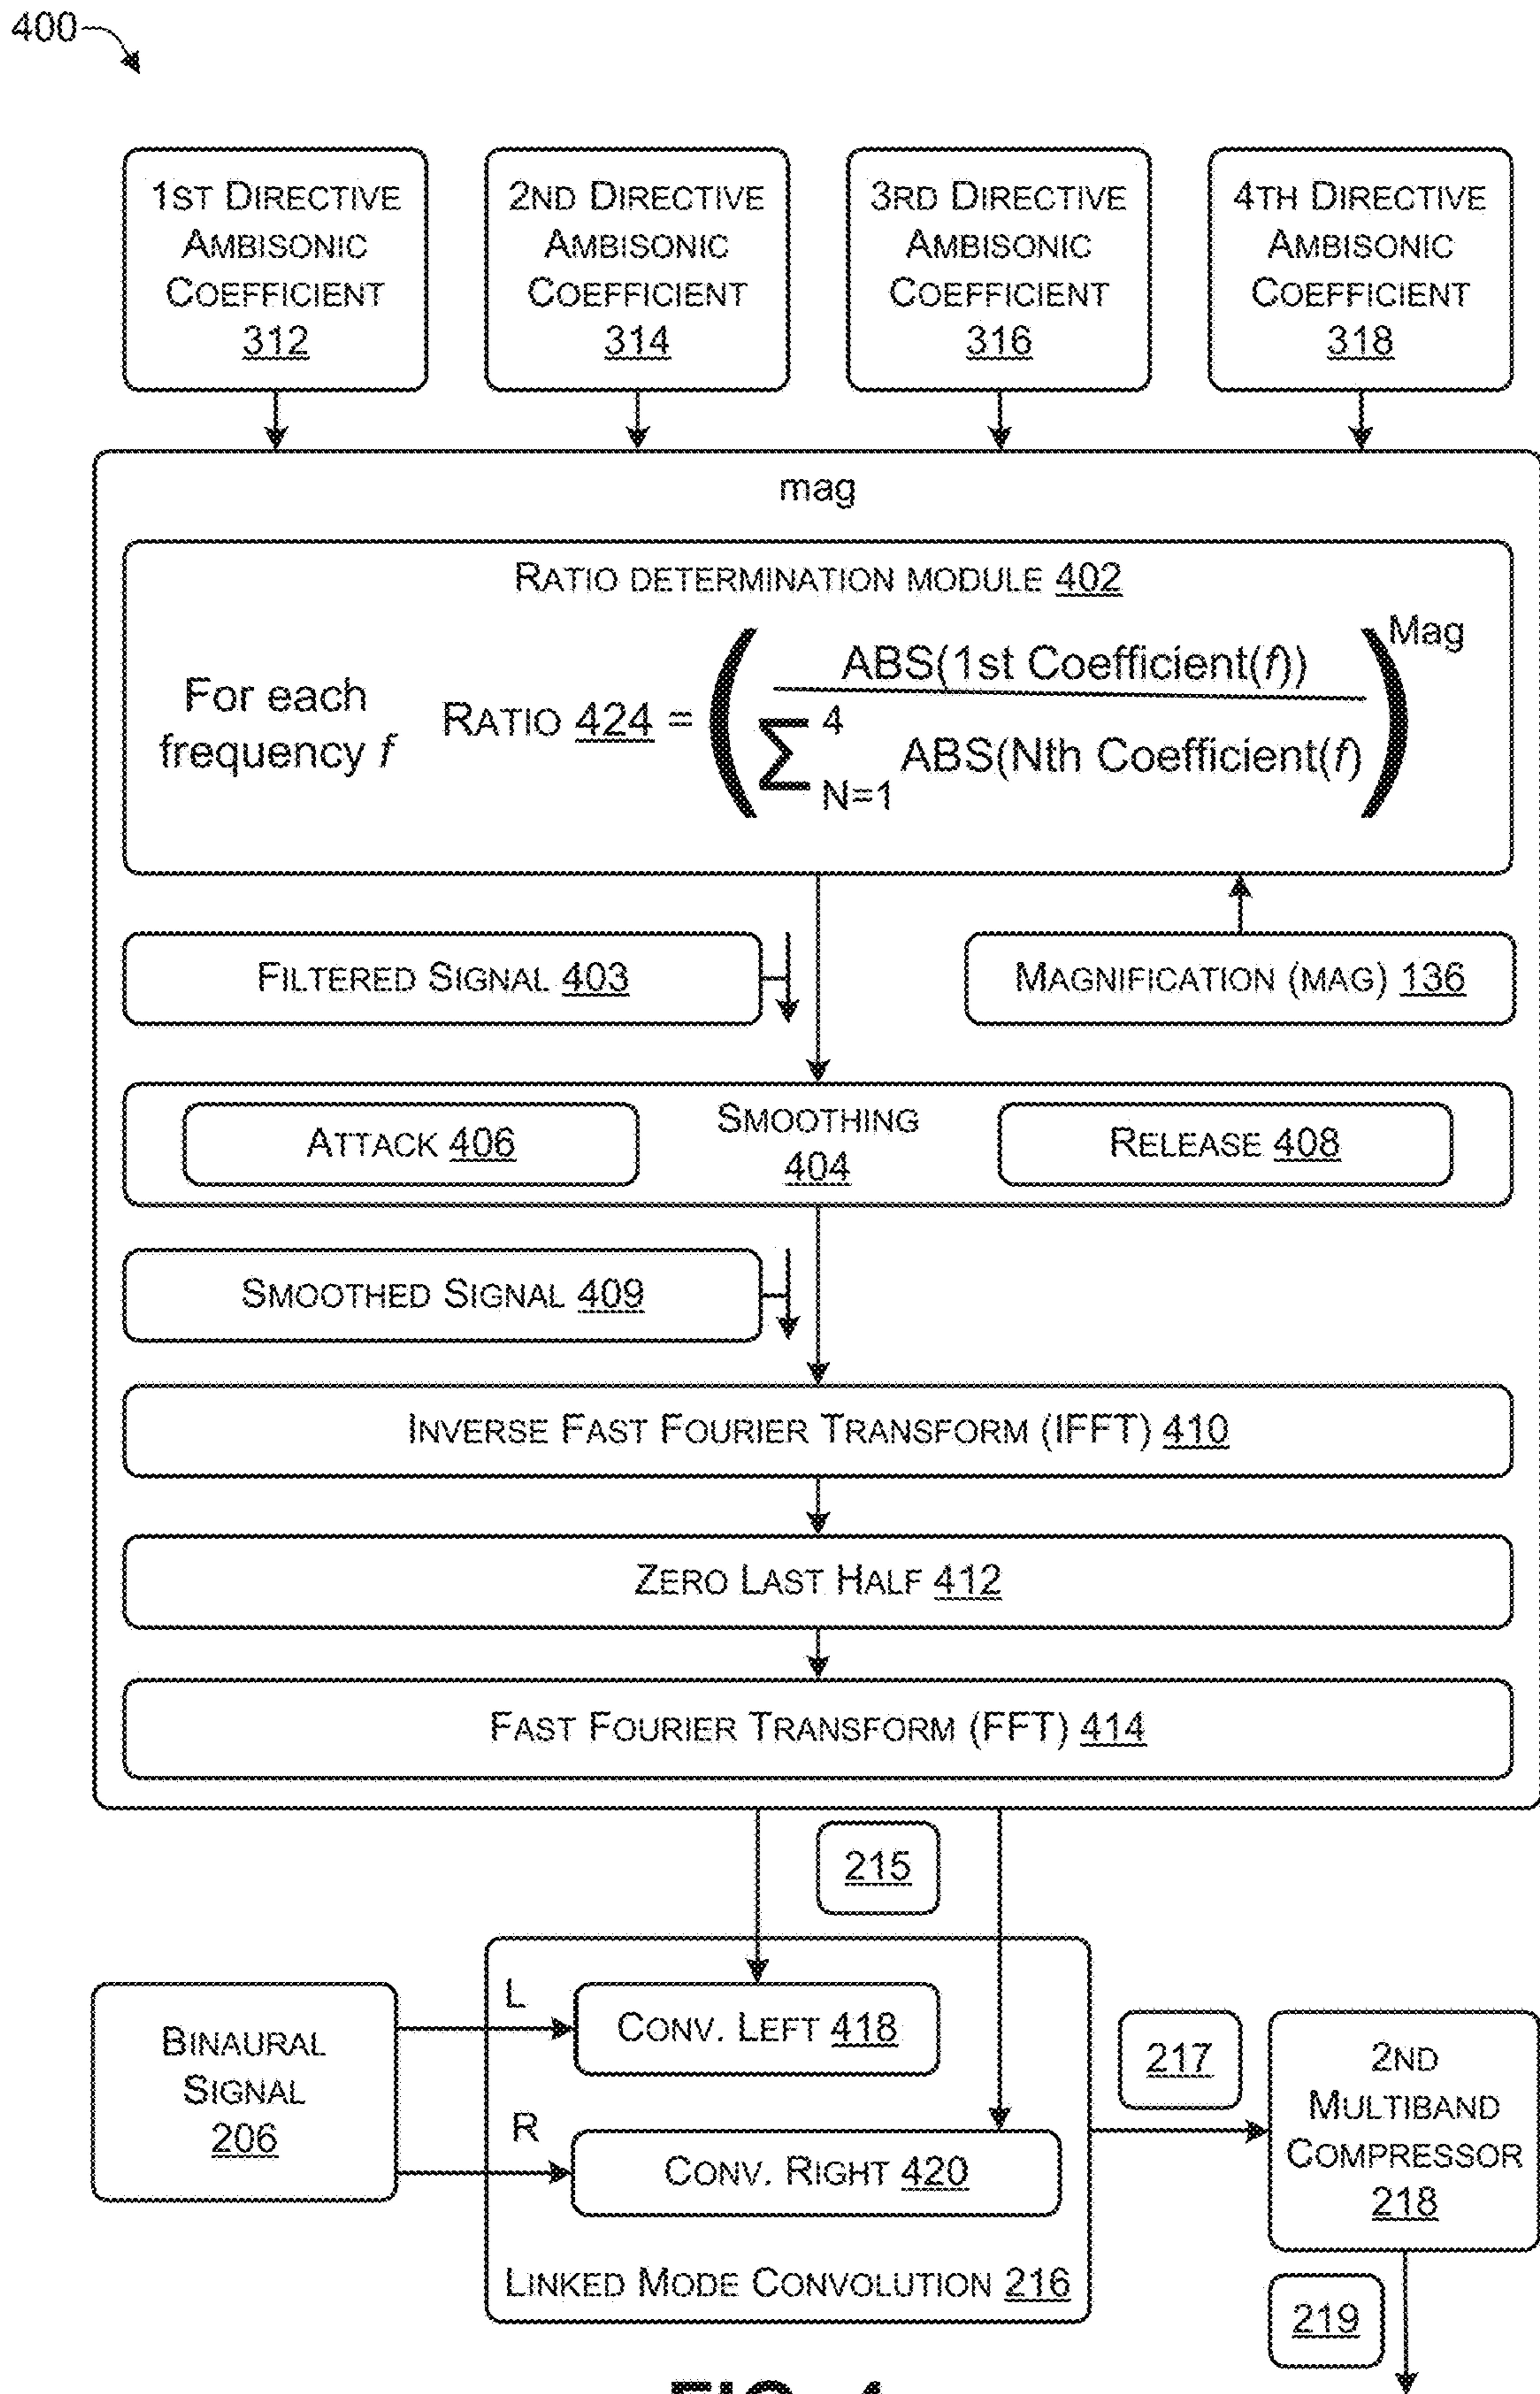 400
1ST DIRECTIVE
AMBISONIC
COEFFICIENT
312
2ND DIRECTIVE
AMBISONIC
COEFFICIENT
314
3RD DIRECTIVE
AMBISONIC
COEFFICIENT
316
4TH DIRECTIVE
AMBISONIC
COEFFICIENT
318
mag
RATIO DETERMINATION MODULE 402
For each
frequency f
RATIO 424 = ( ABS(1st Coefficient(f)) / ∑ 4 N=1 ABS(Nth Coefficient(f) ) Mag
FILTERED SIGNAL 403
MAGNIFICATION (MAG) 136
ATTACK 406
SMOOTHING
404
RELEASE 408
SMOOTHED SIGNAL 409
INVERSE FAST FOURIER TRANSFORM (IFFT) 410
ZERO LAST HALF 412
FAST FOURIER TRANSFORM (FFT) 414
215
BINAURAL
SIGNAL
206
L
CONV. LEFT 418
R
CONV. RIGHT 420
LINKED MODE CONVOLUTION 216
217
2ND
MULTIBAND
COMPRESSOR
218
219
FIG. 4